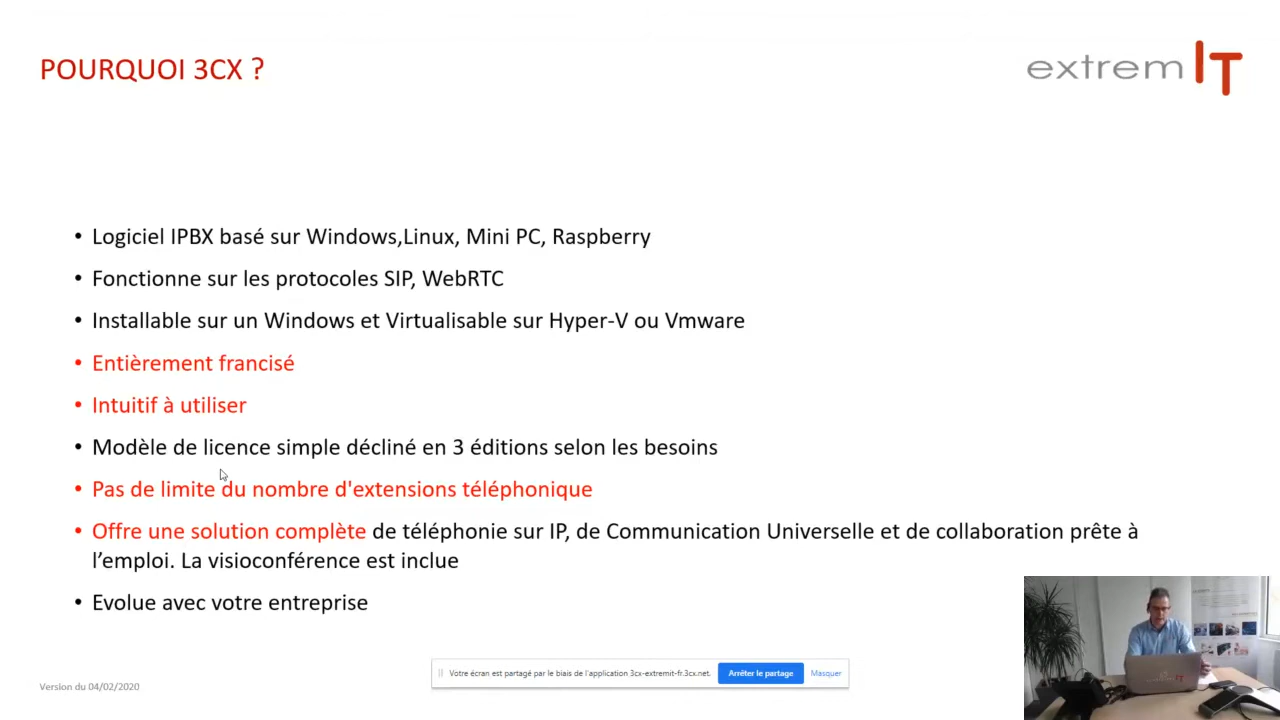 POURQUOI 3CX ?
extremIT
• Logiciel IPBX basé sur Windows,Linux, Mini PC, Raspberry
• Fonctionne sur les protocoles SIP, WebRTC
• Installable sur un Windows et Virtualisable sur Hyper-V ou Vmware
• Entièrement francisé
• Intuitif à utiliser
• Modèle de licence simple décliné en 3 éditions selon les besoins
• Pas de limite du nombre d'extensions téléphonique
• Offre une solution complète de téléphonie sur IP, de Communication Universelle et de collaboration prête à
l’emploi. La visioconférence est inclue
• Evolue avec votre entreprise
Votre écran est partagé par le biais de l'application 3cx-extremit-fr.3cx.net.
Arrêter le partage
Masquer
Version du 04/02/2020